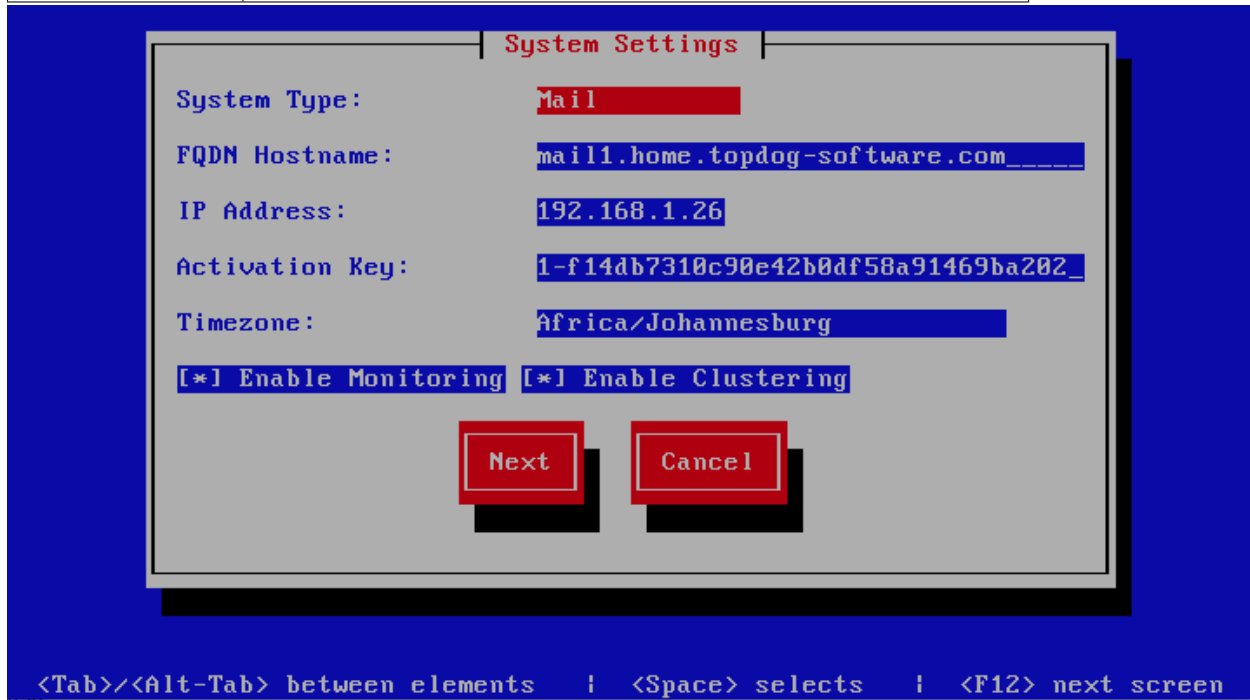 System Settings
System Type: Mail
FQDN Hostname: mail1.home.topdog-software.com_____
IP Address: 192.168.1.26
Activation Key: 1-f14db7310c90e42b0df58a91469ba202_
Timezone: Africa/Johannesburg
[*] Enable Monitoring [*] Enable Clustering
Next Cancel
<Tab>/<Alt-Tab> between elements | <Space> selects | <F12> next screen